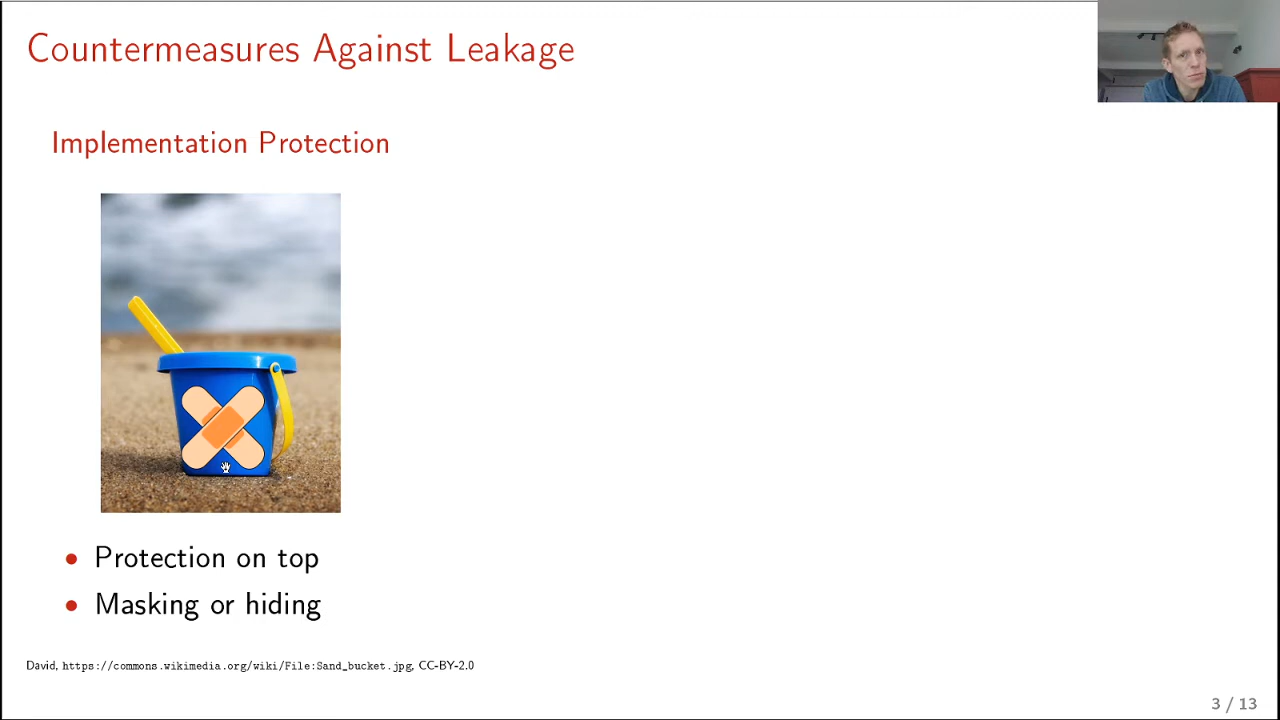 Countermeasures Against Leakage
Implementation Protection
• Protection on top
• Masking or hiding
David, https://commons.wikimedia.org/wiki/File:Sand_bucket.jpg, CC-BY-2.0
3 / 13